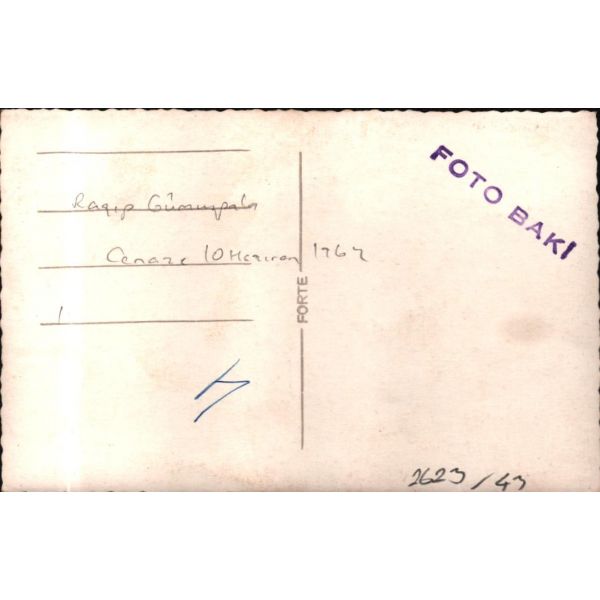 Ragıp Gümüşpala
Cenaze 10 Haziran 1964
1
FORTE
FOTO BAKİ
2623/43